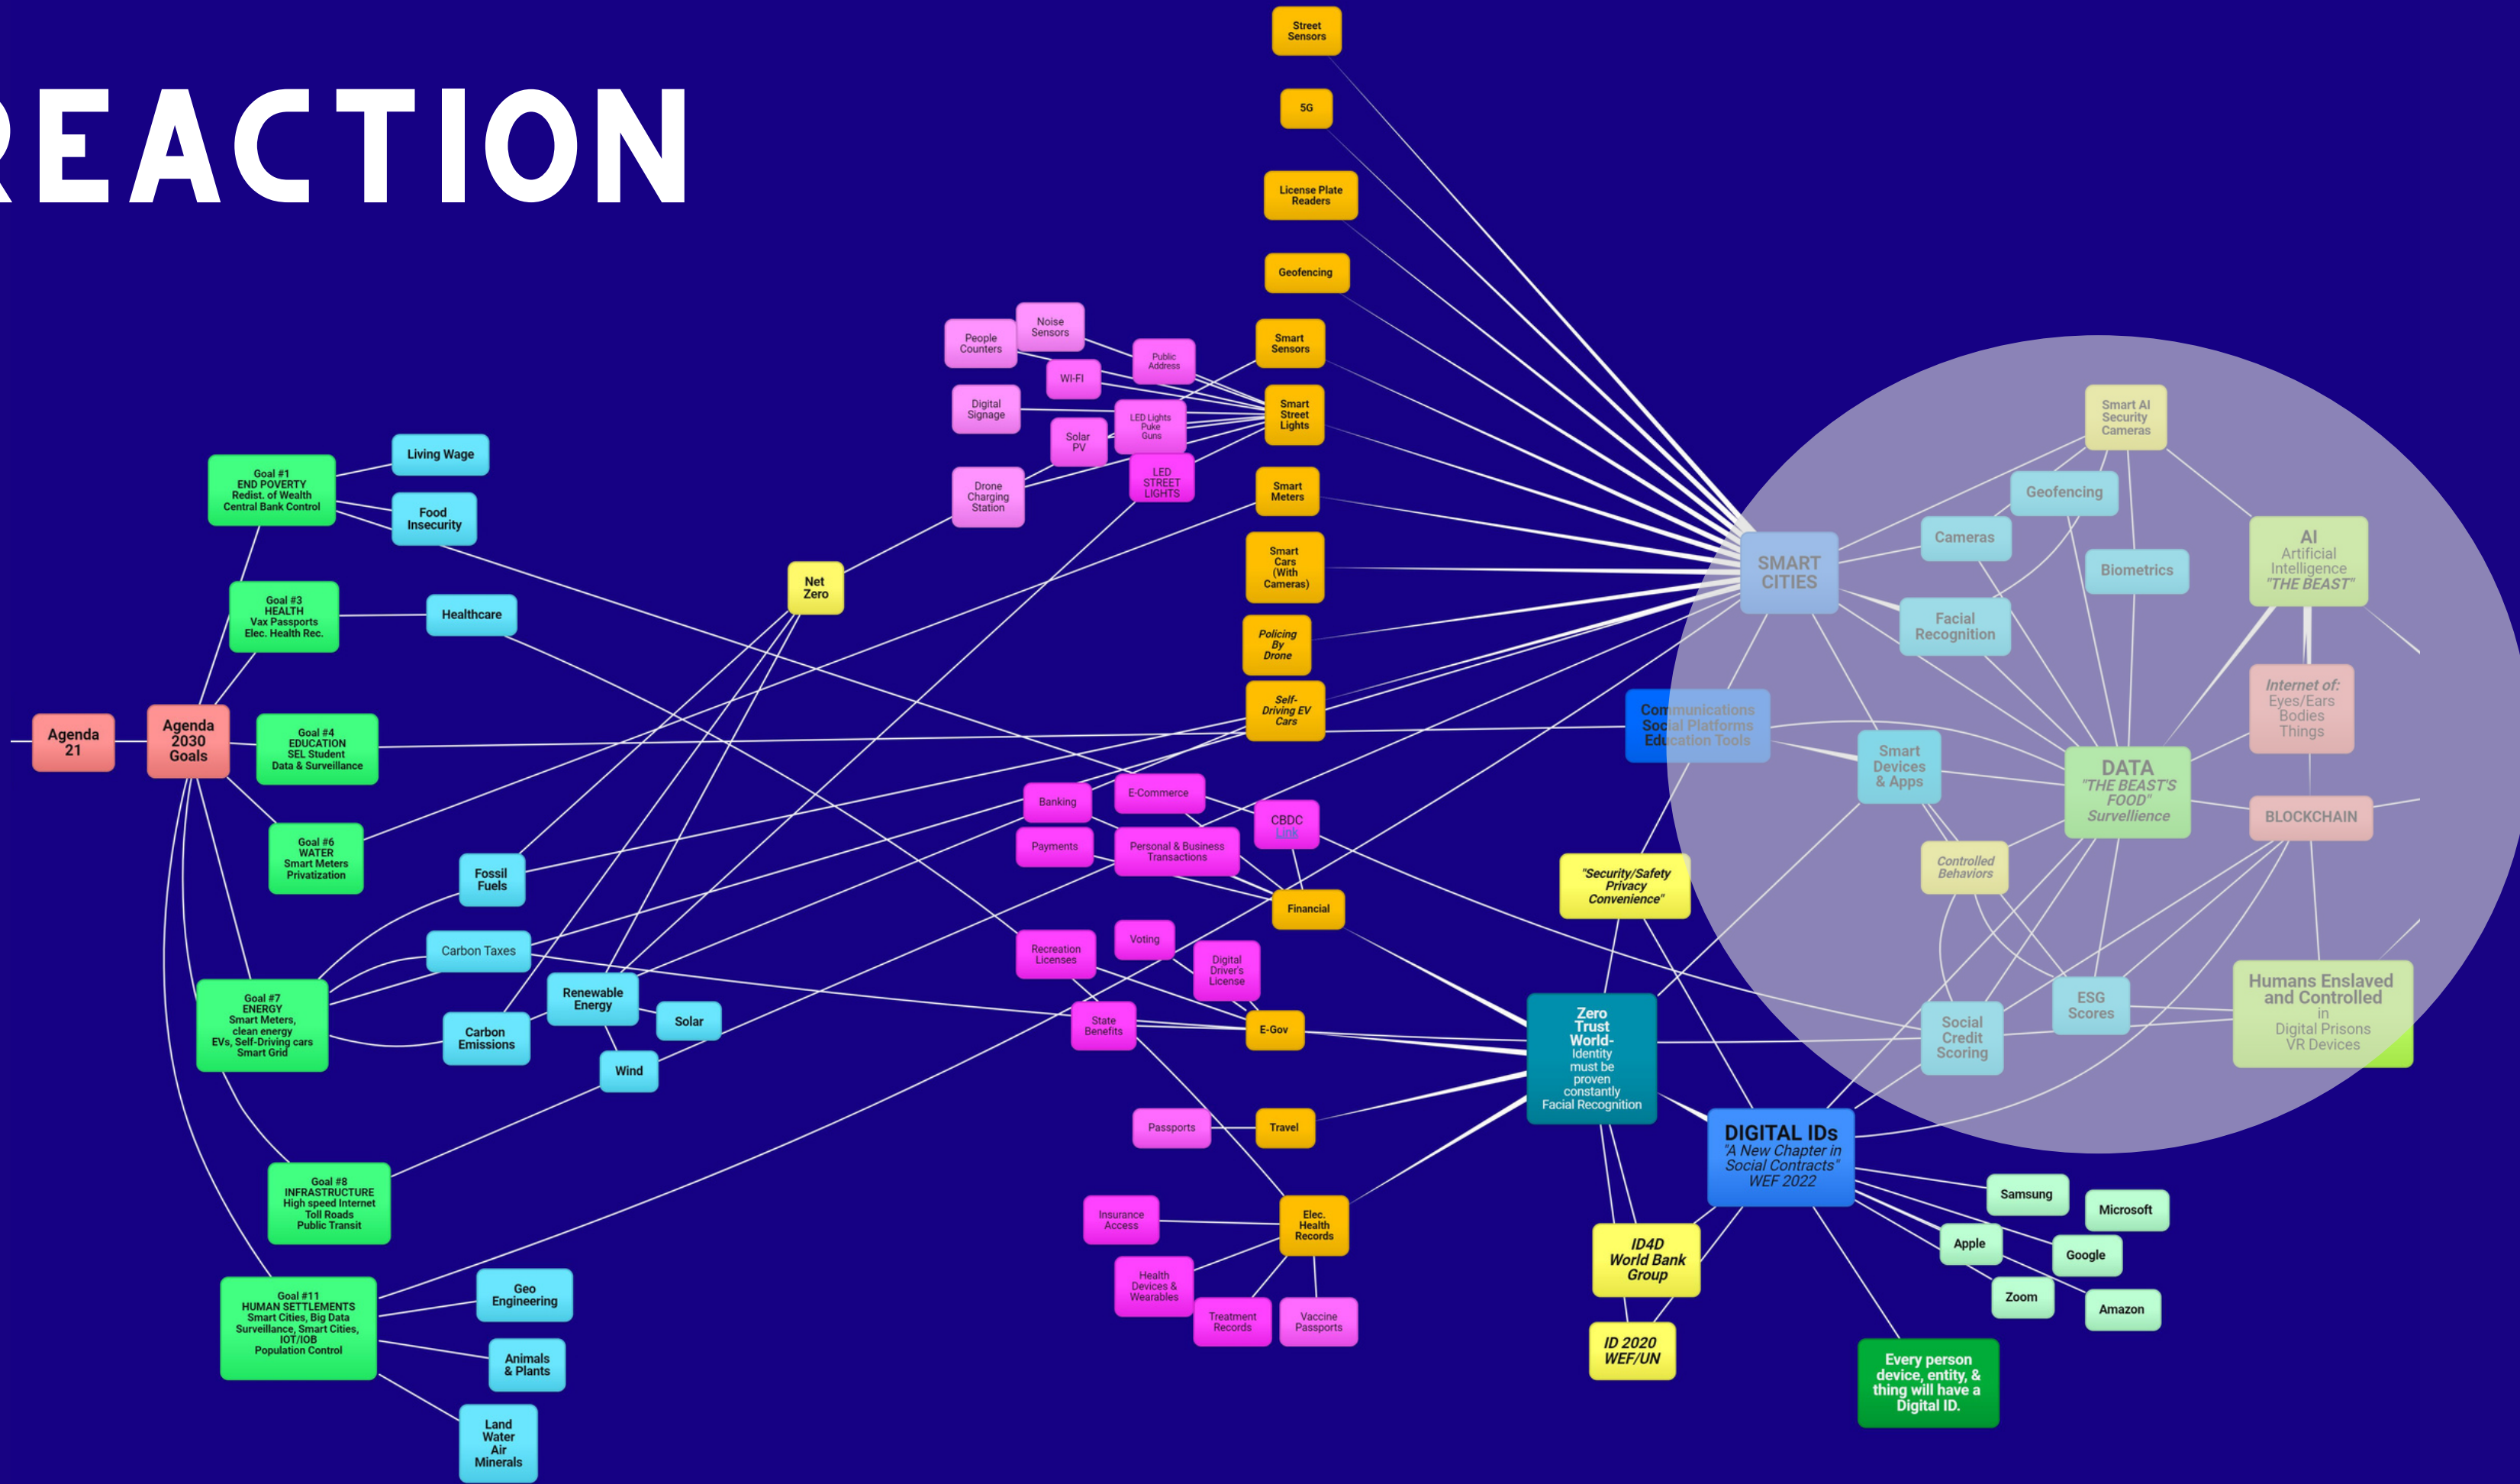 REACTION
Street
Sensors
5G
License Plate
Readers
Geofencing
Smart
Sensors
Smart
Street
Lights
Smart
Meters
Smart
Cars
(With
Cameras)
Policing
By
Drone
Self-
Driving EV
Cars
Noise
Sensors
People
Counters
Public
Address
WI-FI
Digital
Signage
LED Lights
Puke
Guns
Solar
PV
LED
STREET
LIGHTS
Drone
Charging
Station
Net
Zero
Agenda
21
Agenda
2030
Goals
Goal #1
END POVERTY
Redist. of Wealth
Central Bank Control
Living Wage
Food
Insecurity
Goal #3
HEALTH
Vax Passports
Elec. Health Rec.
Healthcare
Goal #4
EDUCATION
SEL Student
Data & Surveillance
Goal #6
WATER
Smart Meters
Privatization
Fossil
Fuels
Carbon Taxes
Goal #7
ENERGY
Smart Meters,
clean energy
EVs, Self-Driving cars
Smart Grid
Renewable
Energy
Solar
Carbon
Emissions
Wind
Goal #8
INFRASTRUCTURE
High speed Internet
Toll Roads
Public Transit
Goal #11
HUMAN SETTLEMENTS
Smart Cities, Big Data
Surveillance, Smart Cities,
IOT/IOB
Population Control
Geo
Engineering
Animals
& Plants
Land
Water
Air
Minerals
Banking
E-Commerce
CBDC
Link
Payments
Personal & Business
Transactions
Financial
Recreation
Licenses
Voting
Digital
Driver's
License
State
Benefits
E-Gov
Passports
Travel
Insurance
Access
Elec.
Health
Records
Health
Devices &
Wearables
Treatment
Records
Vaccine
Passports
SMART
CITIES
Communications
Social Platforms
Education Tools
"Security/Safety
Privacy
Convenience"
Zero
Trust
World-
Identity
must be
proven
constantly
Facial Recognition
DIGITAL IDs
"A New Chapter in
Social Contracts"
WEF 2022
ID4D
World Bank
Group
ID 2020
WEF/UN
Samsung
Microsoft
Apple
Google
Zoom
Amazon
Every person
device, entity, &
thing will have a
Digital ID.
Smart AI
Security
Cameras
Geofencing
Cameras
Biometrics
Facial
Recognition
AI
Artificial
Intelligence
"THE BEAST"
Internet of:
Eyes/Ears
Bodies
Things
Smart
Devices
& Apps
DATA
"THE BEAST'S
FOOD"
Survellience
BLOCKCHAIN
Controlled
Behaviors
ESG
Scores
Social
Credit
Scoring
Humans Enslaved
and Controlled
in
Digital Prisons
VR Devices